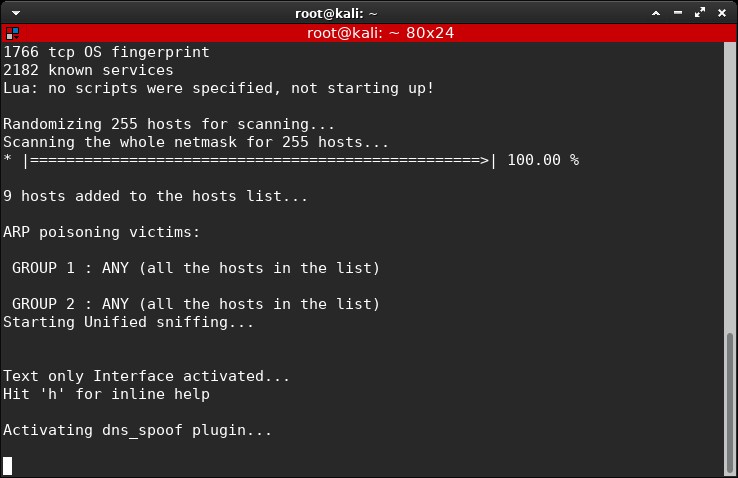 root@kali: ~
root@kali: ~ 80x24
1766 tcp OS fingerprint
2182 known services
Lua: no scripts were specified, not starting up!
Randomizing 255 hosts for scanning...
Scanning the whole netmask for 255 hosts...
* |==================================================>| 100.00 %
9 hosts added to the hosts list...
ARP poisoning victims:
GROUP 1 : ANY (all the hosts in the list)
GROUP 2 : ANY (all the hosts in the list)
Starting Unified sniffing...
Text only Interface activated...
Hit 'h' for inline help
Activating dns_spoof plugin...